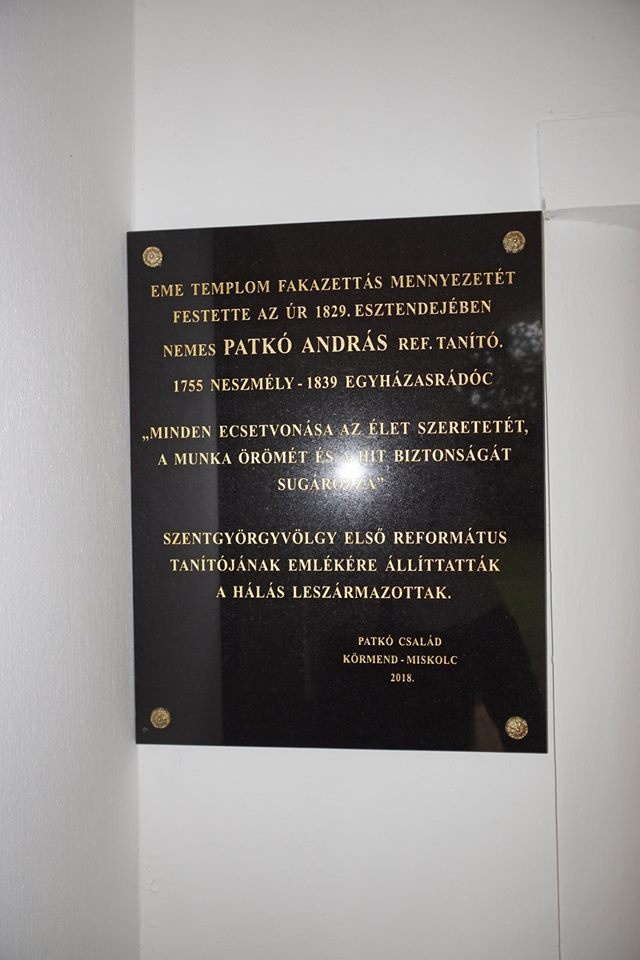 EME TEMPLOM FAKAZETTÁS MENNYEZETÉT
FESTETTE AZ ÚR 1829. ESZTENDEJÉBEN
NEMES PATKÓ ANDRÁS REF. TANÍTÓ.
1755 NESZMÉLY - 1839 EGYHÁZASRÁDÓC
„MINDEN ECSETVONÁSA AZ ÉLET SZERETETÉT,
A MUNKA ÖRÖMÉT ÉS A HIT BIZTONSÁGÁT
SUGÁROZZA”
SZENTGYÖRGYVÖLGY ELSŐ REFORMÁTUS
TANÍTÓJÁNAK EMLÉKÉRE ÁLLÍTTATTÁK
A HÁLÁS LESZÁRMAZOTTAK.
PATKÓ CSALÁD
KÖRMEND - MISKOLC
2018.